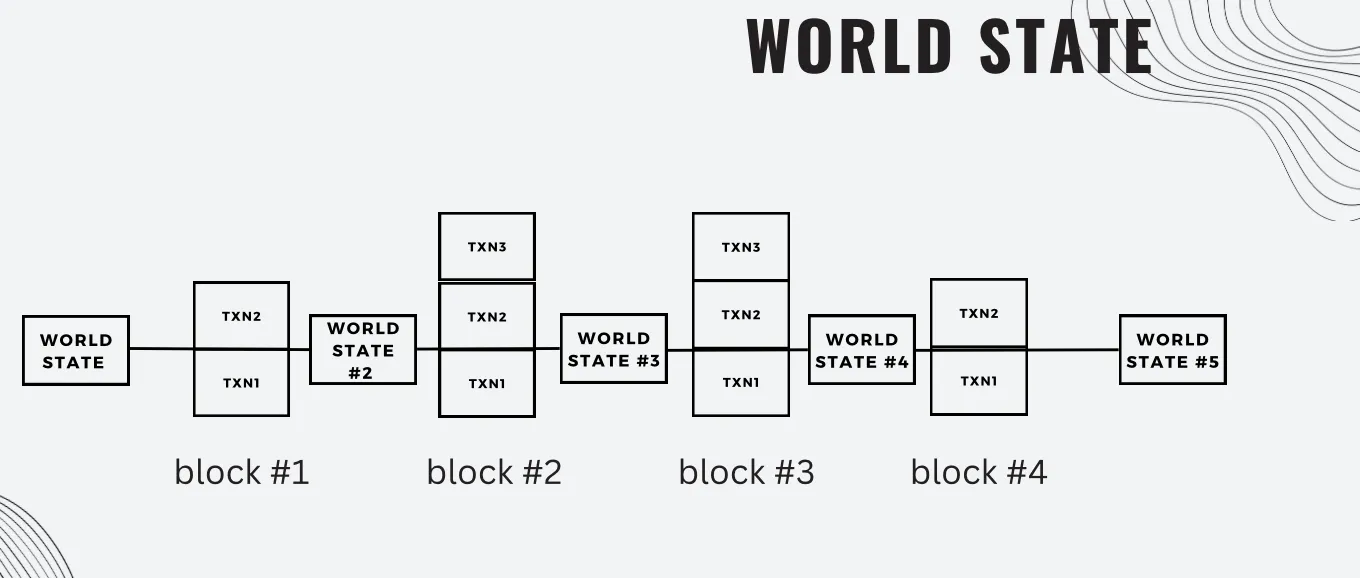 WORLD STATE
WORLD
STATE
TXN2
TXN1
WORLD
STATE
#2
TXN3
TXN2
TXN1
WORLD
STATE #3
TXN3
TXN2
TXN1
WORLD
STATE #4
TXN2
TXN1
WORLD
STATE #5
block #1
block #2
block #3
block #4